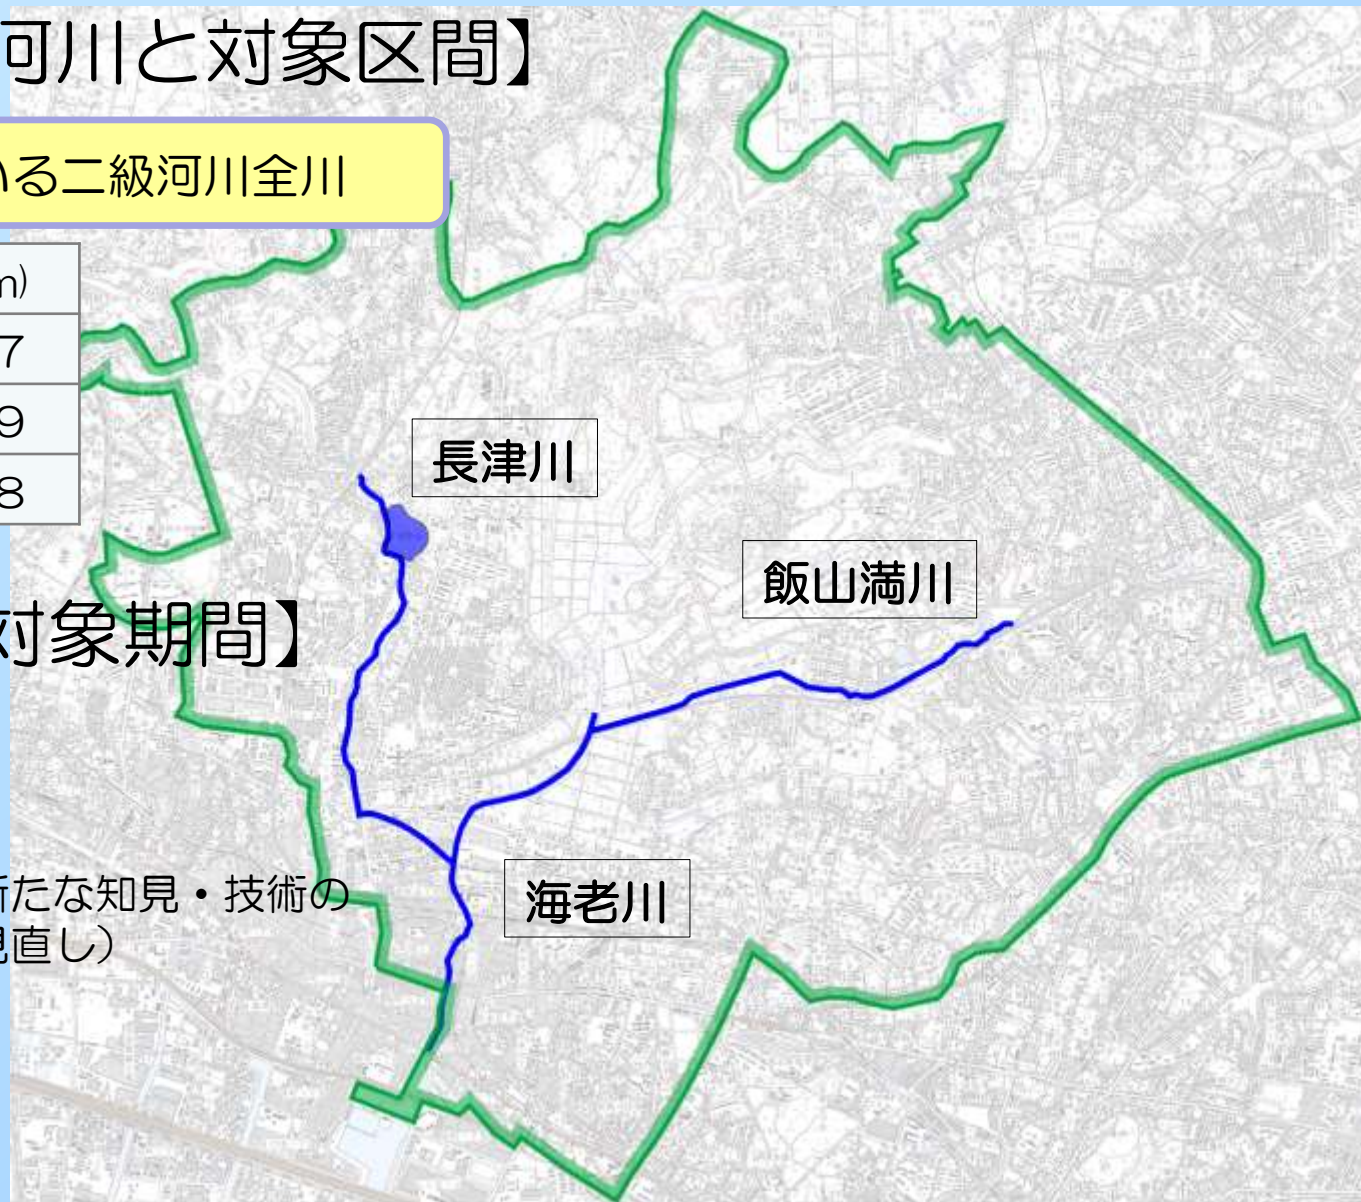 河川と対象区間】
いる二級河川全川
m)
7
9
8
長津川
飯山満川
対象期間】
海老川
新たな知見・技術の
見直し）